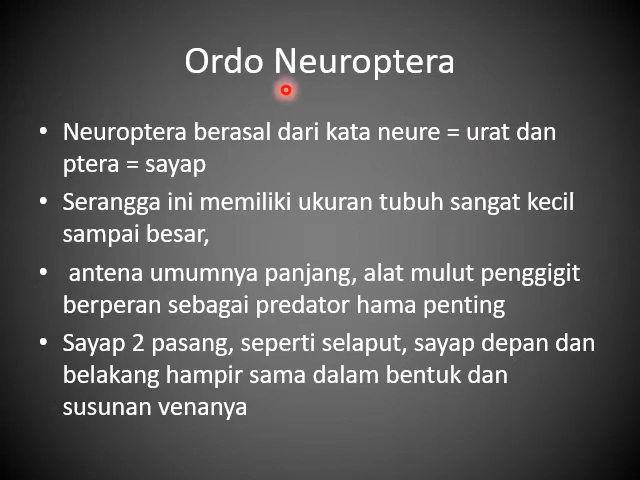 Ordo Neuroptera
• Neuroptera berasal dari kata neure = urat dan
ptera = sayap
• Serangga ini memiliki ukuran tubuh sangat kecil
sampai besar,
• antena umumnya panjang, alat mulut penggigit
berperan sebagai predator hama penting
• Sayap 2 pasang, seperti selaput, sayap depan dan
belakang hampir sama dalam bentuk dan
susunan venanya